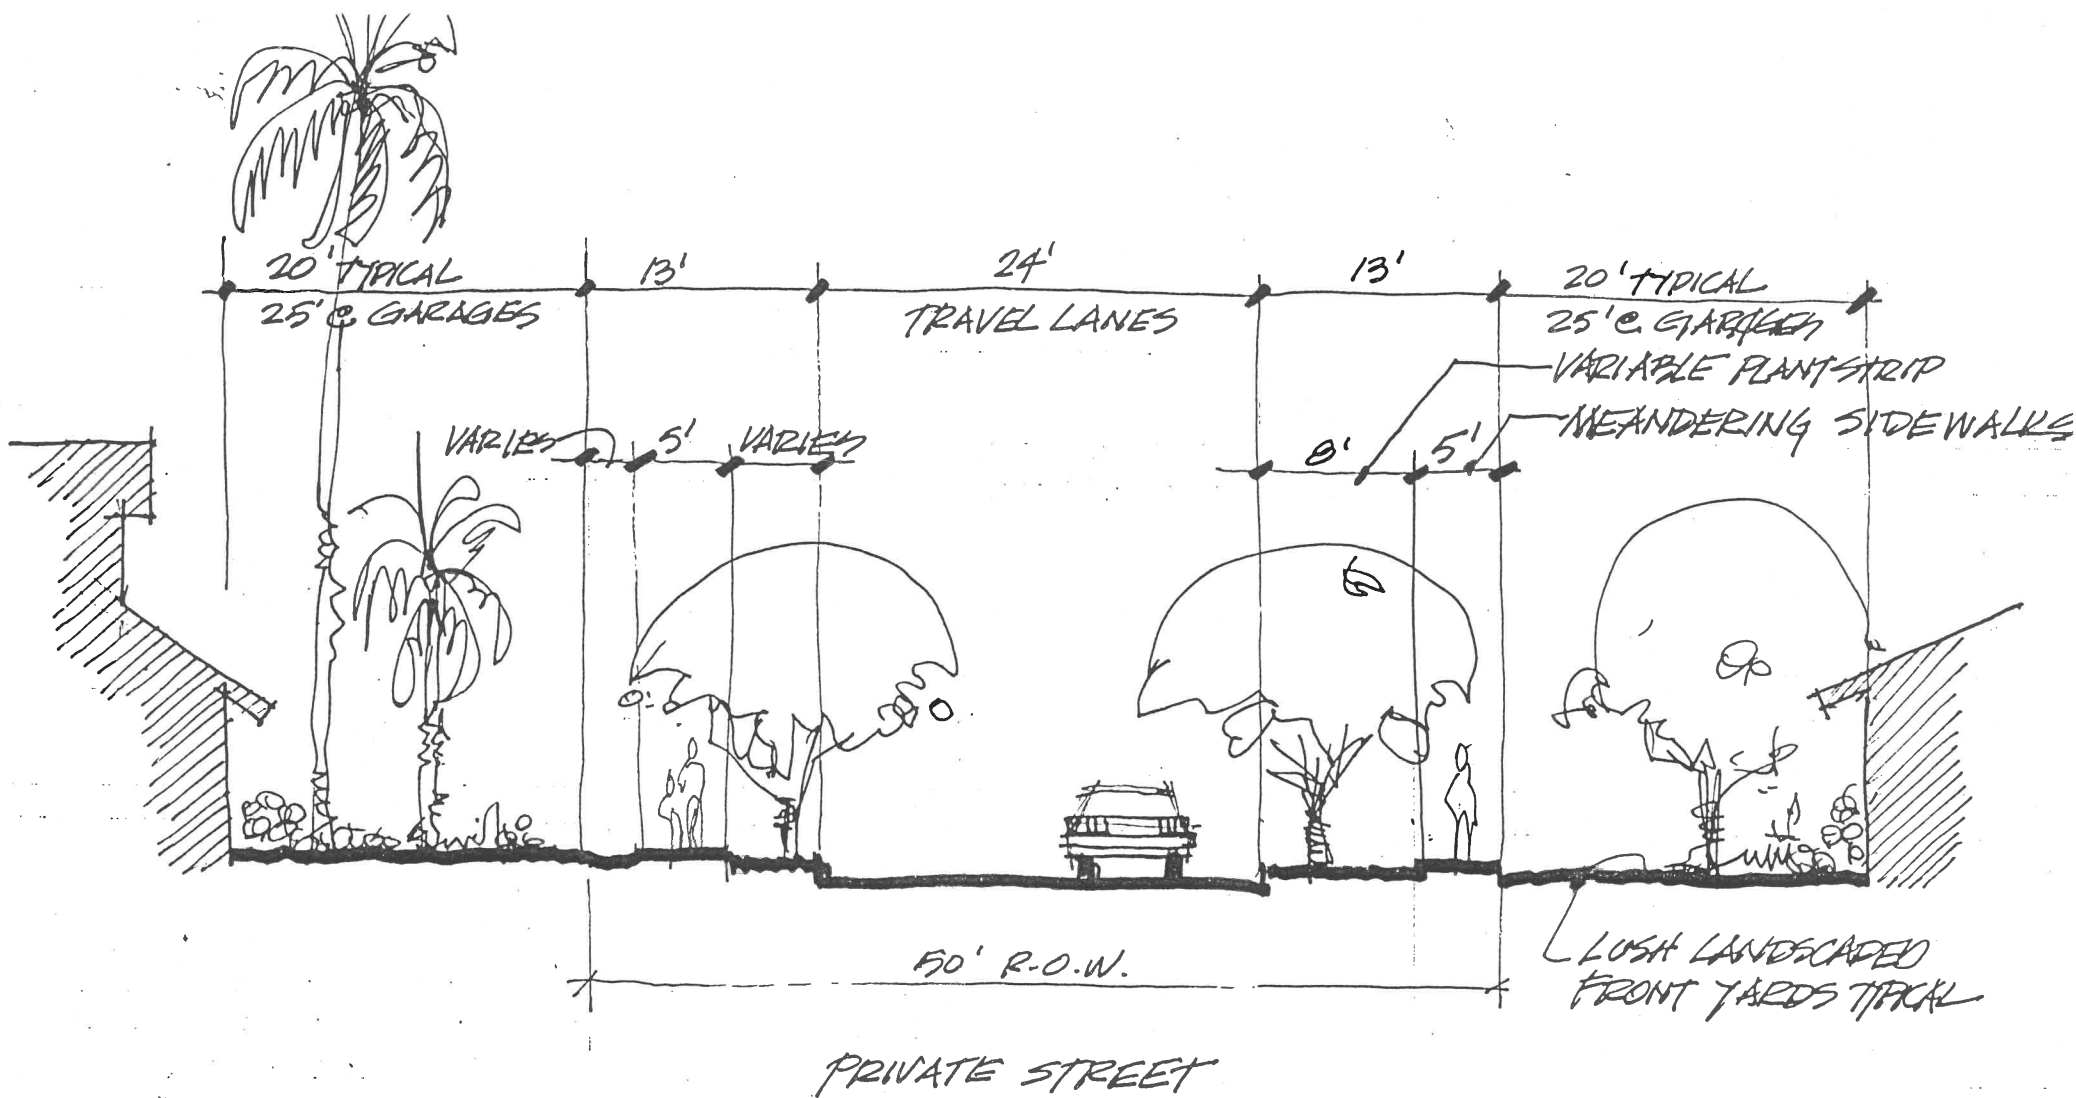 20' TYPICAL
25' @ GARAGES
13'
24'
TRAVEL LANES
13'
20' TYPICAL
25' @ GARAGES
VARIABLE PLANT STRIP
MEANDERING SIDEWALKS
VARIES
5'
VARIES
8'
5'
50' R.O.W.
LUSH LANDSCAPED
FRONT YARDS TYPICAL
PRIVATE STREET